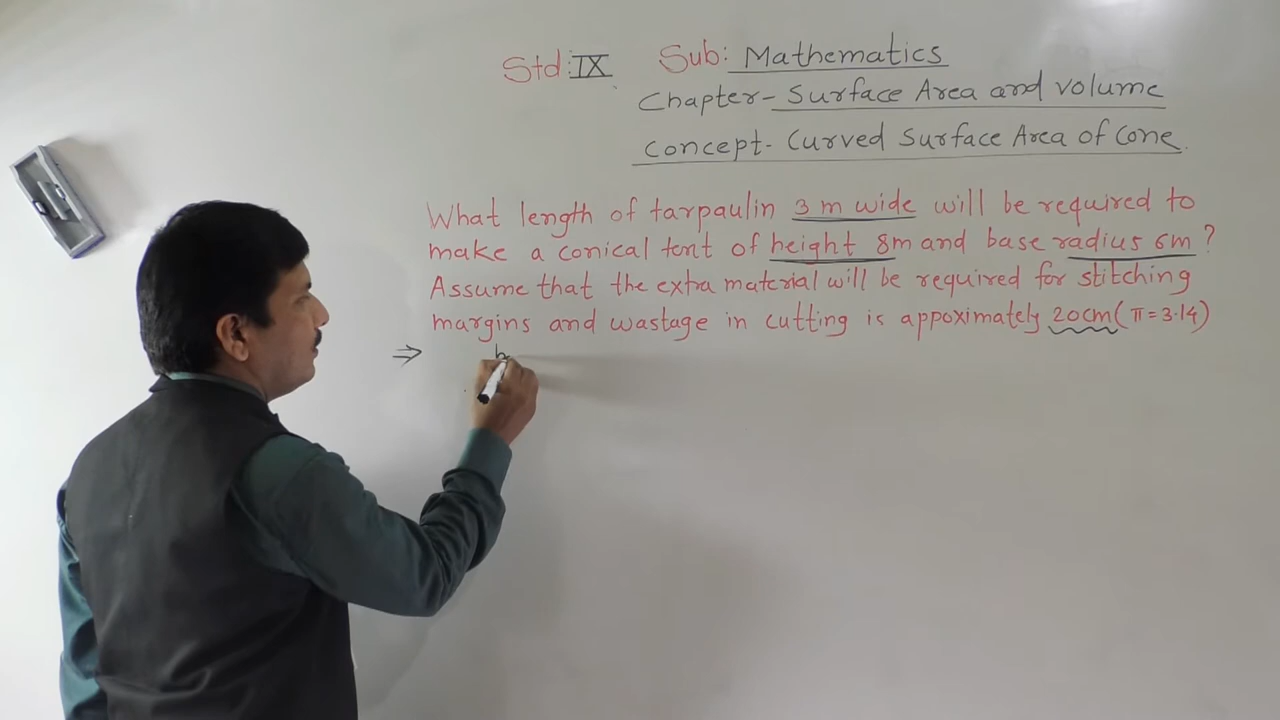 Std: IX Sub: Mathematics
Chapter- Surface Area and volume
Concept- Curved Surface Area of Cone.
What length of tarpaulin 3 m wide will be required to
make a conical tent of height 8m and base radius 6m?
Assume that the extra material will be required for stitching
margins and wastage in cutting is appoximately 20cm (π=3.14)
⇒ h